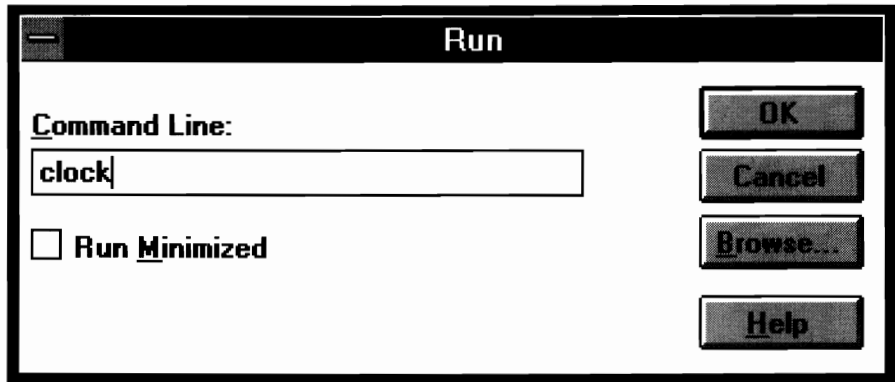 Run
Command Line:
clock
Run Minimized
OK
Cancel
Browse...
Help